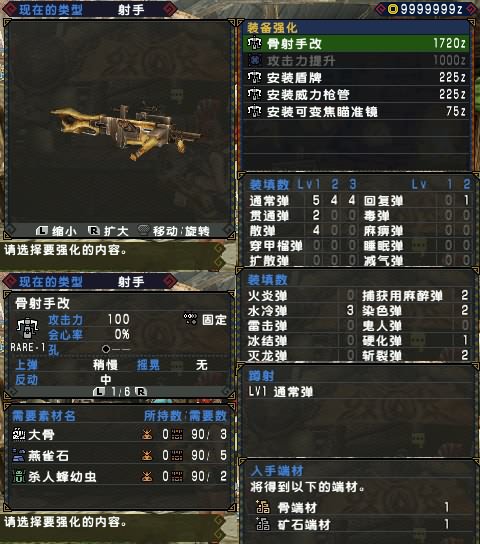 现在的类型 射手
缩小 扩大 移动/旋转
请选择要强化的内容。
9999999z
装备强化
骨射手改 1720z
攻击力提升 1000z
安装盾牌 225z
安装威力枪管 225z
安装可变焦瞄准镜 75z
装填数 Lv1 2 3 Lv 1 2
通常弹 5 4 4 回复弹 0 1
贯通弹 2 0 0 毒弹 0 0
散弹 4 0 0 麻痹弹 0 0
穿甲榴弹 0 0 0 睡眠弹 0 0
扩散弹 0 0 0 减气弹 0 0
现在的类型 射手
骨射手改
攻击力 100 固定
会心率 0%
RARE-1 孔
上弹 稍慢 摇晃 无
反动 中
L 1/6 R
需要素材名 所持数/需要数
大骨 0 90/ 3
燕雀石 0 90/ 5
杀人蜂幼虫 0 90/ 2
请选择要强化的内容。
装填数
火炎弹 0 捕获用麻醉弹 2
水冷弹 3 染色弹 2
雷击弹 0 鬼人弹 0
冰结弹 0 硬化弹 1
灭龙弹 0 斩裂弹 2
蹲射
LV1 通常弹
入手端材
将得到以下的端材。
骨端材 1
矿石端材 1